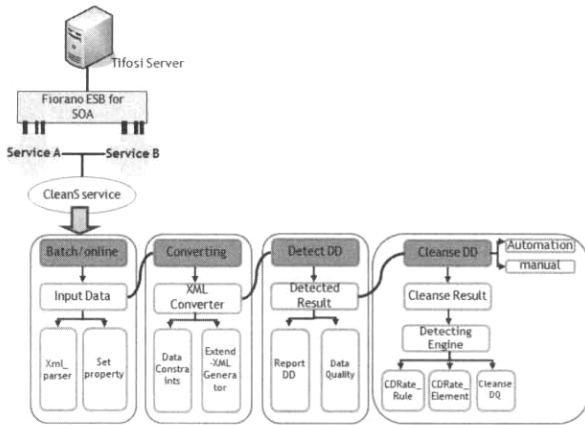 Tifosi Server
Fiorano ESB for
SOA
Service A
Service B
CleanS service
Batch/online
Converting
Detect DD
Cleanse DD
Automation
manual
Input Data
XML
Converter
Detected
Result
Cleanse Result
Detecting
Engine
Xml_
parser
Set
property
Data
Constra
ints
Extend
-XML
Genera
tor
Report
DD
Data
Quality
CDRate_
Rule
CDRate_
Element
Cleanse
DQ